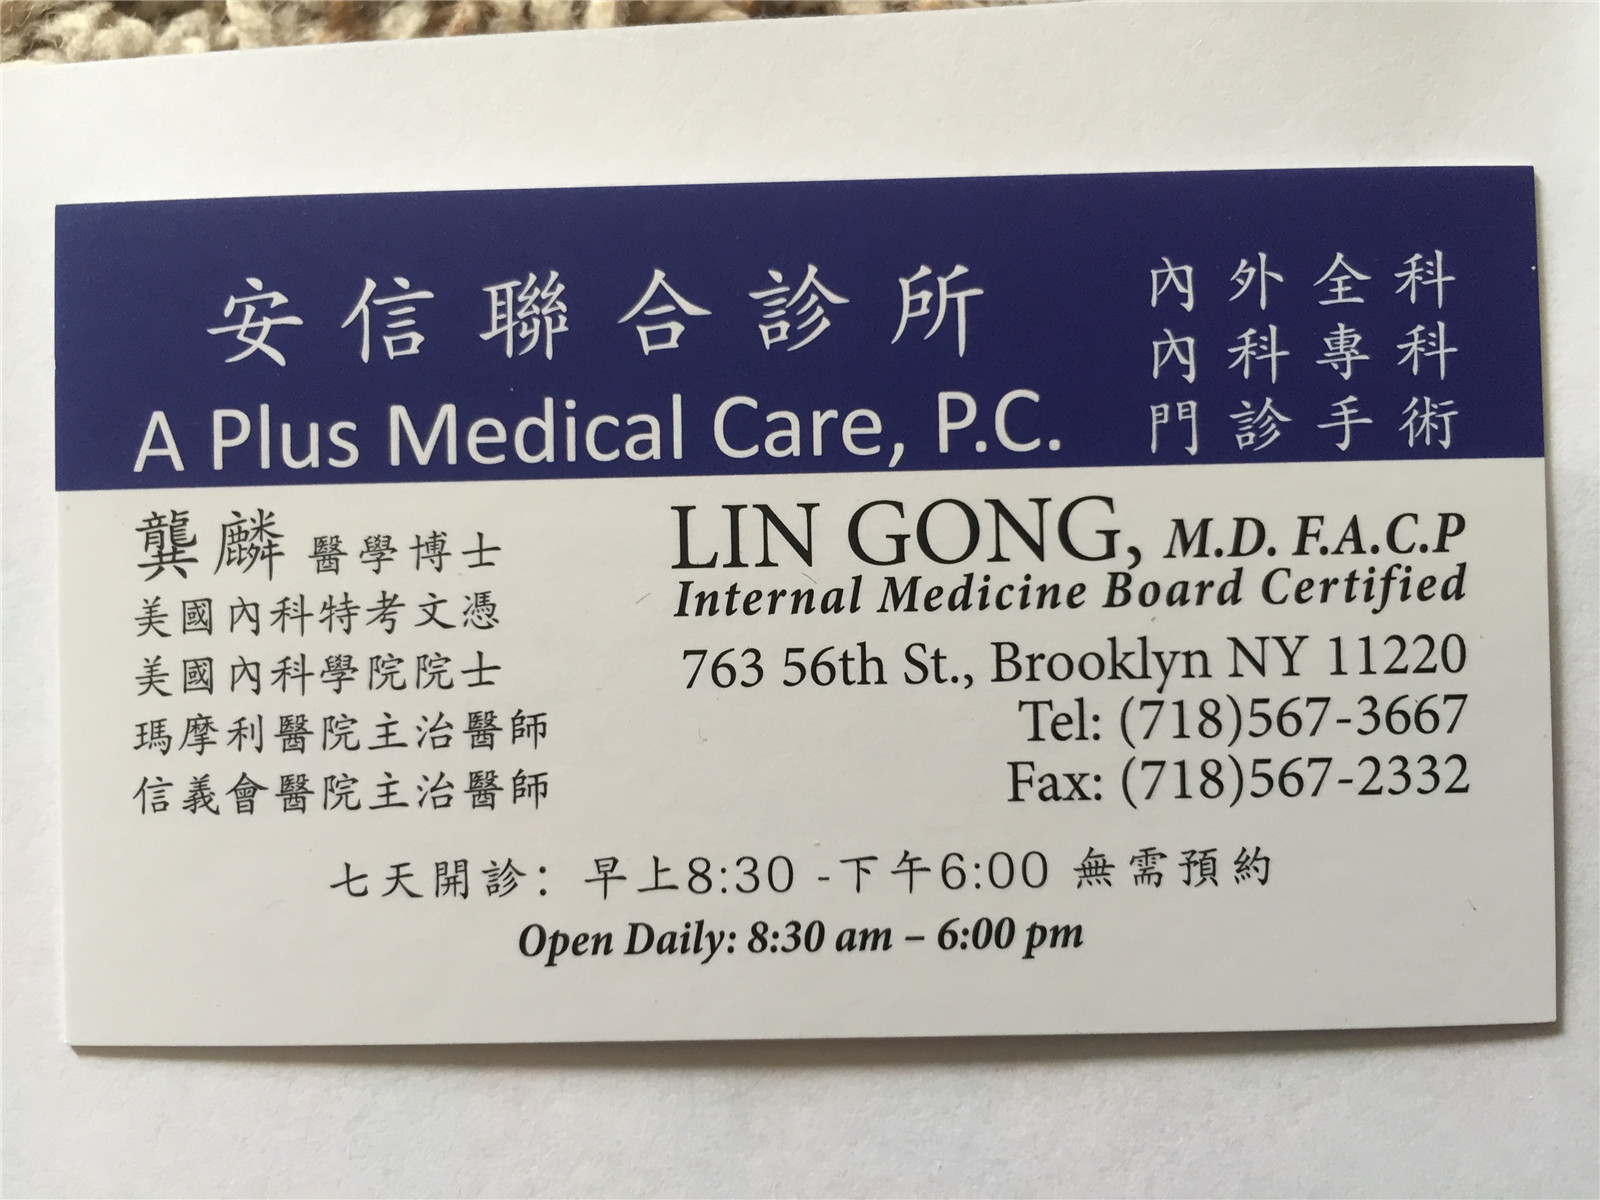 安信聯合診所
A Plus Medical Care, P.C.
內外全科
內科專科
門診手術
龔麟 醫學博士
美國內科特考文憑
美國內科學院院士
瑪摩利醫院主治醫師
信義會醫院主治醫師
LIN GONG, M.D. F.A.C.P
Internal Medicine Board Certified
763 56th St., Brooklyn NY 11220
Tel: (718)567-3667
Fax: (718)567-2332
七天開診：早上8:30 -下午6:00 無需預約
Open Daily: 8:30 am – 6:00 pm